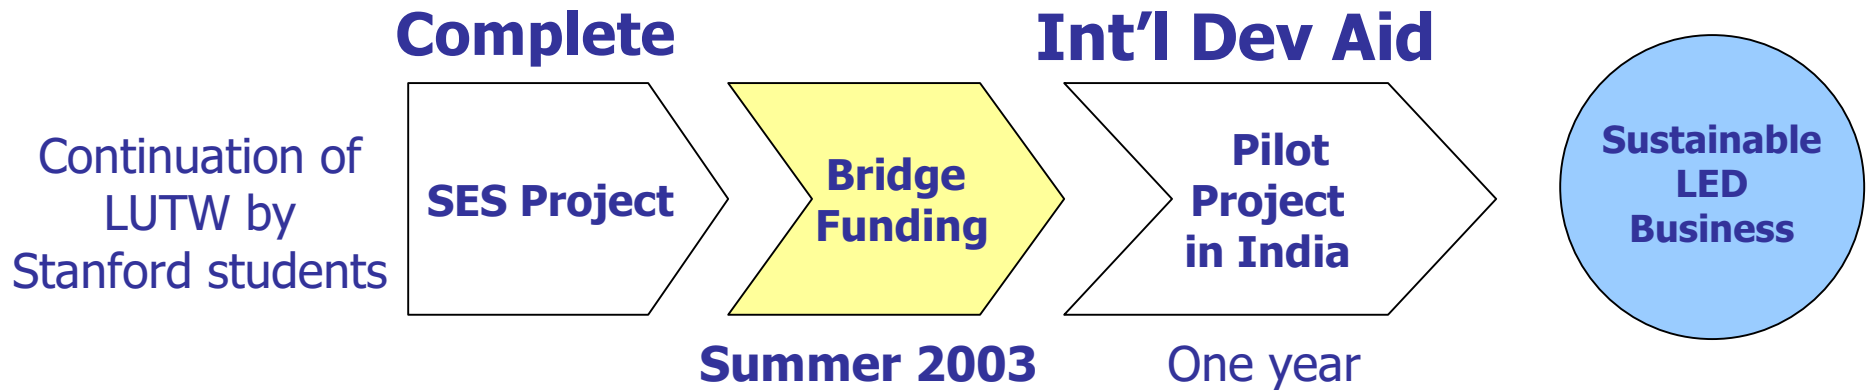 Complete
Int’l Dev Aid
Continuation of
LUTW by
Stanford students
SES Project
Bridge
Funding
Pilot
Project
in India
Sustainable
LED
Business
Summer 2003
One year